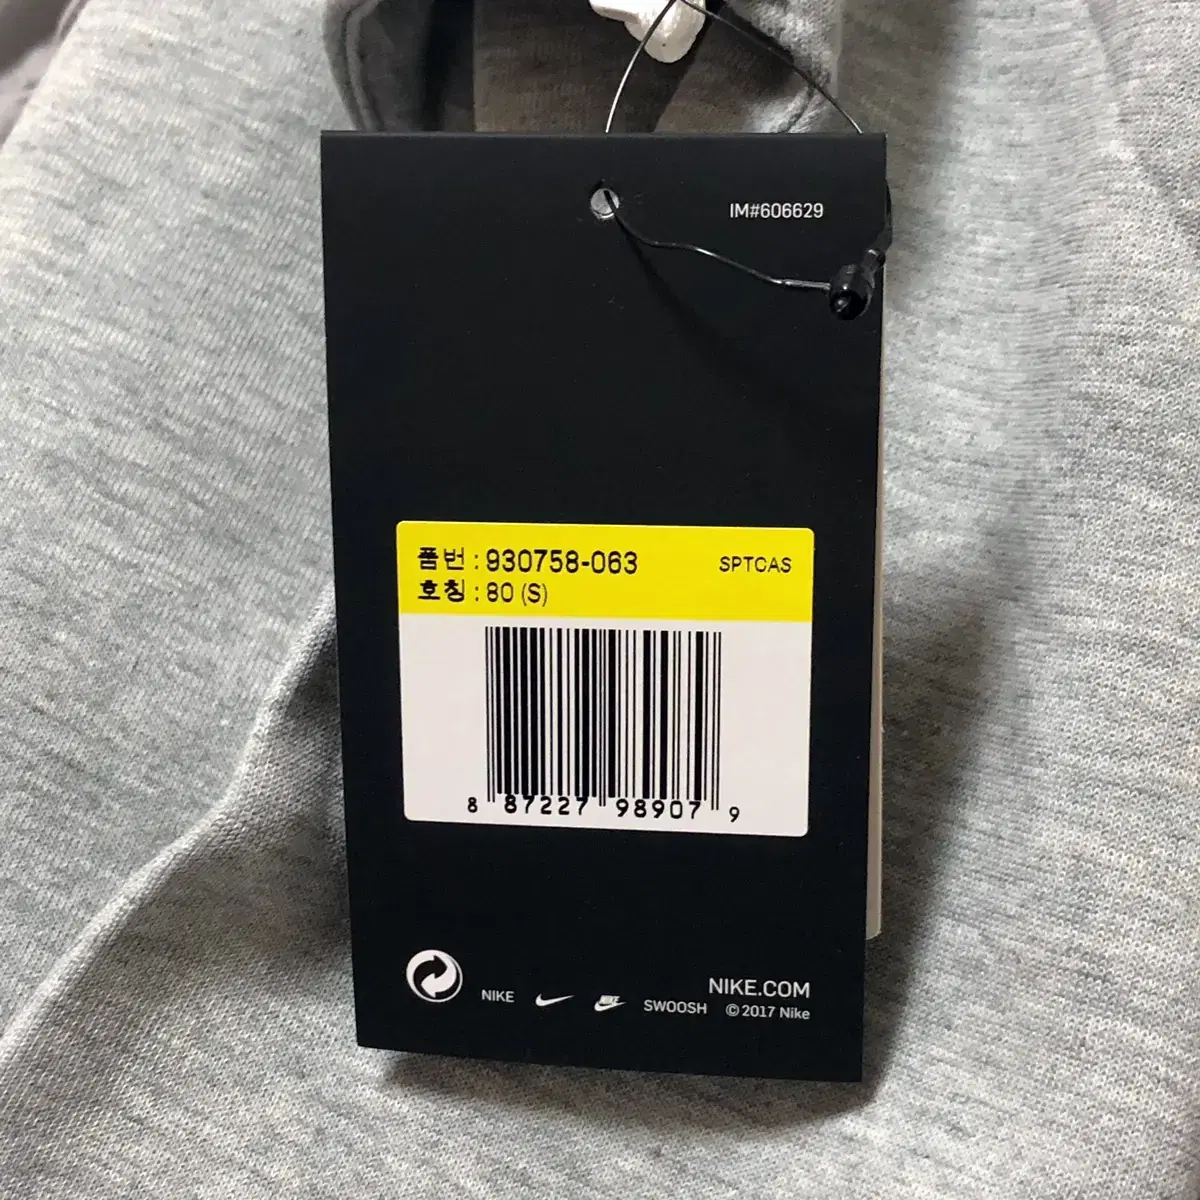 IM#606629
품번 : 930758-063 SPTCAS
호칭 : 80 (S)
8 87227 98907 9
NIKE NIKE SWOOSH
NIKE.COM
© 2017 Nike